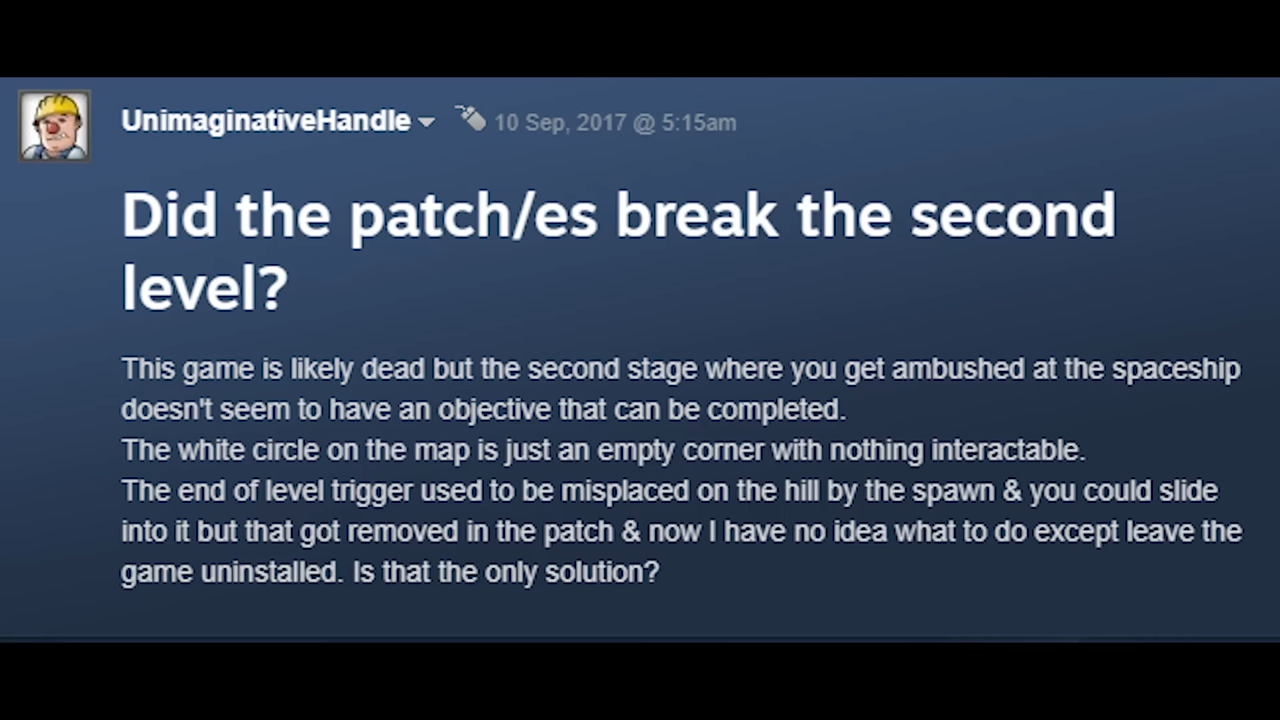 UnimaginativeHandle 10 Sep, 2017 @ 5:15am
Did the patch/es break the second
level?
This game is likely dead but the second stage where you get ambushed at the spaceship
doesn't seem to have an objective that can be completed.
The white circle on the map is just an empty corner with nothing interactable.
The end of level trigger used to be misplaced on the hill by the spawn & you could slide
into it but that got removed in the patch & now I have no idea what to do except leave the
game uninstalled. Is that the only solution?